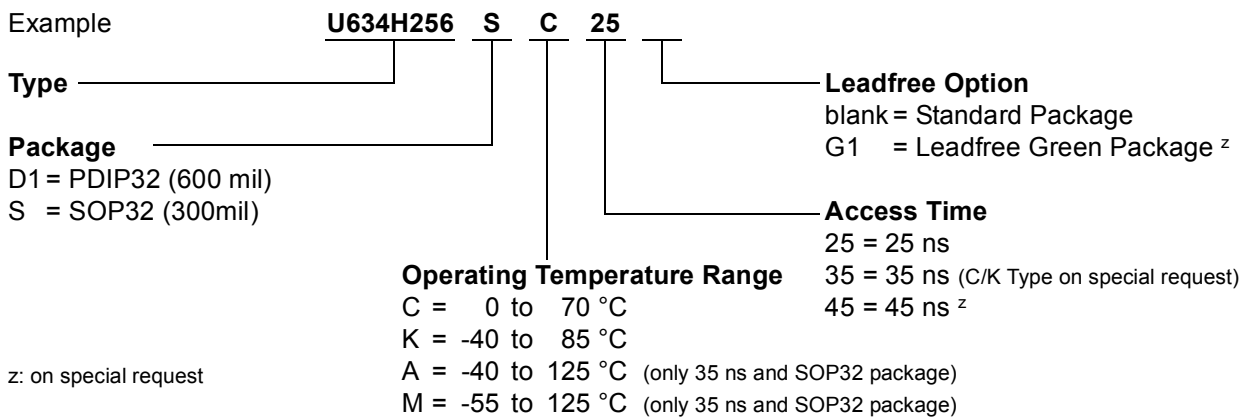 Example U634H256 S C 25
Type
Leadfree Option
blank = Standard Package
G1 = Leadfree Green Package z
Package
D1 = PDIP32 (600 mil)
S = SOP32 (300mil)
Access Time
25 = 25 ns
35 = 35 ns (C/K Type on special request)
45 = 45 ns z
Operating Temperature Range
C = 0 to 70 °C
K = -40 to 85 °C
A = -40 to 125 °C (only 35 ns and SOP32 package)
M = -55 to 125 °C (only 35 ns and SOP32 package)
z: on special request